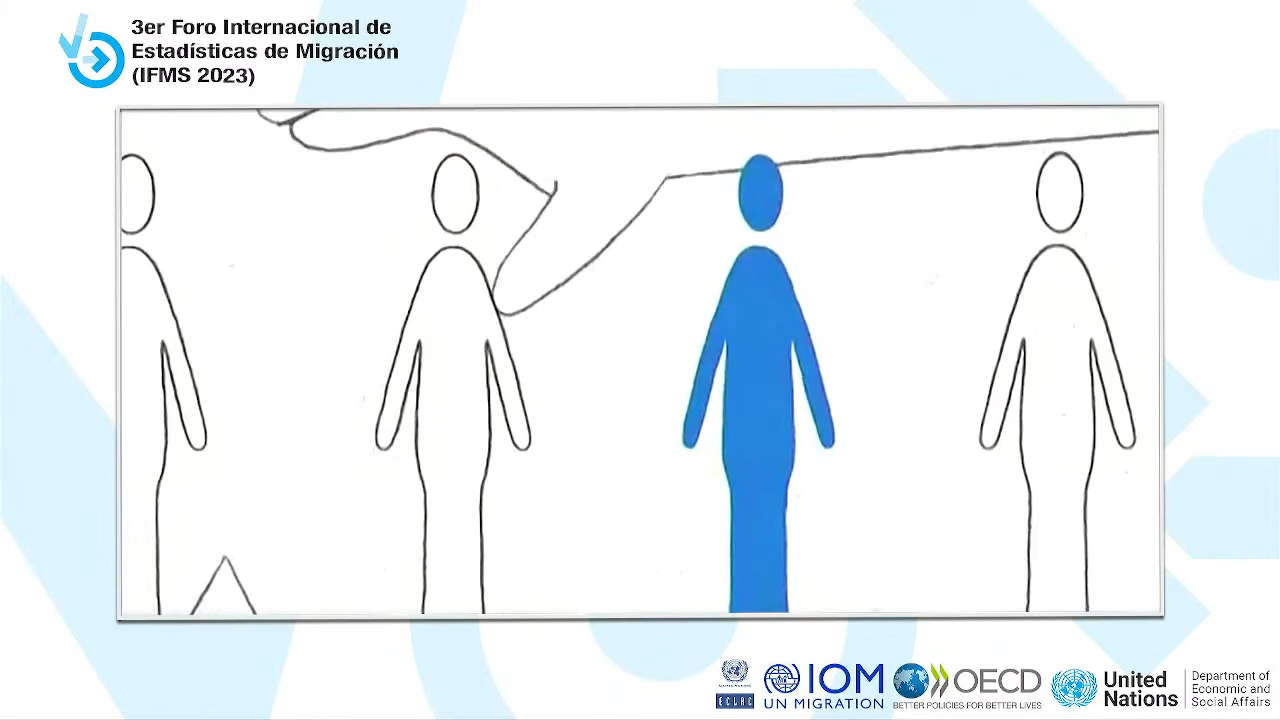 3er Foro Internacional de
Estadísticas de Migración
(IFMS 2023)
ECLAC
IOM
UN MIGRATION
OECD
BETTER POLICIES FOR BETTER LIVES
United
Nations
Department of
Economic and
Social Affairs